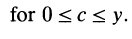 for 0 ≤ c ≤ y.